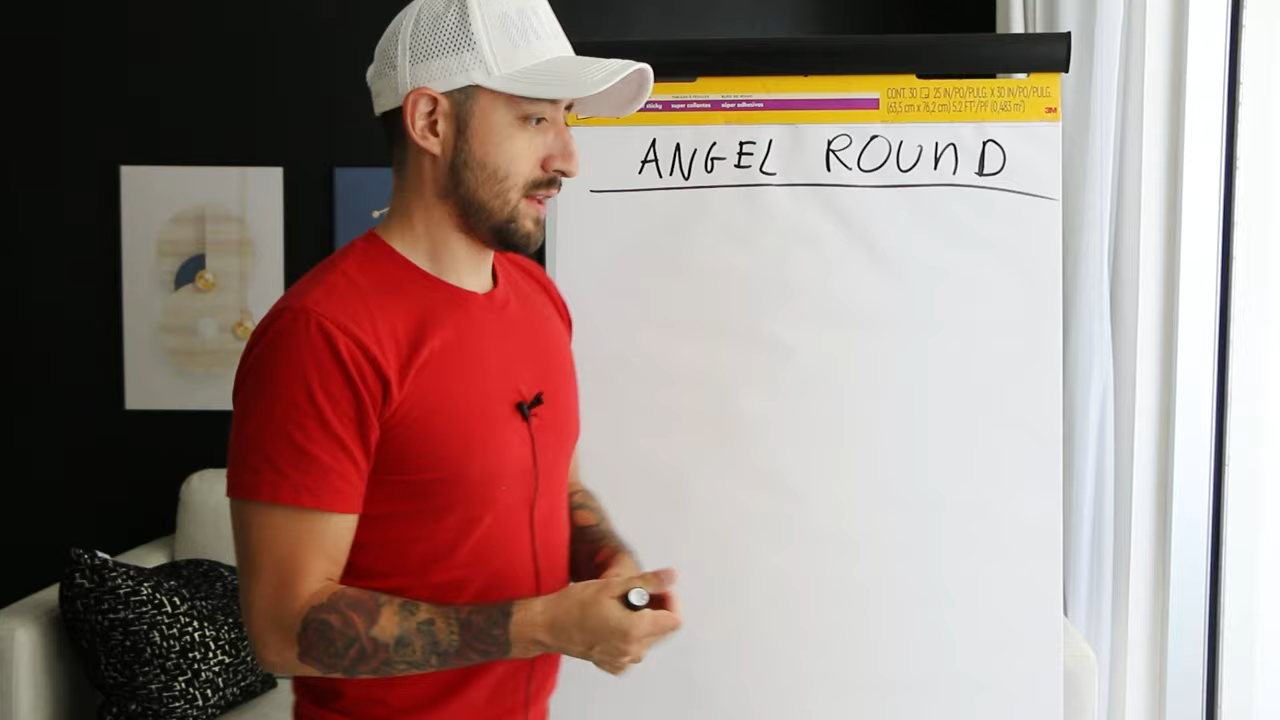 sticky super collantes súper adhesivos
CONT. 30 25 IN/PO/PULG. X 30 IN/PO/PULG.
(63,5 cm x 76,2 cm) 5.2 FT²/PI² (0,483 m²)
3M
ANGEL ROUND